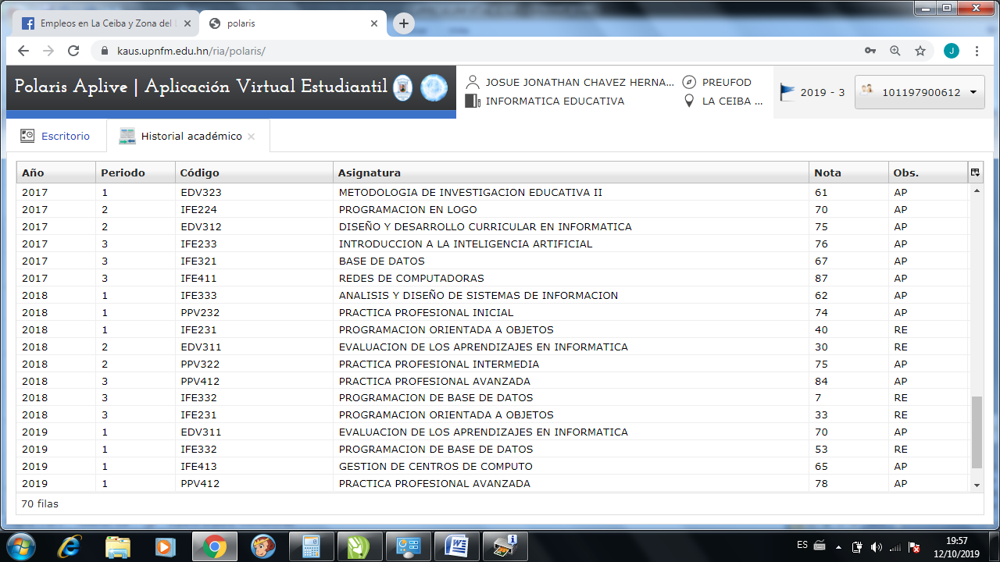 Empleos en La Ceiba y Zona del
polaris
kaus.upnfm.edu.hn/ria/polaris/
J
Polaris Aplive | Aplicación Virtual Estudiantil
JOSUE JONATHAN CHAVEZ HERNA... PREUFOD
INFORMATICA EDUCATIVA LA CEIBA ...
2019 - 3
101197900612
Escritorio
Historial académico
Año Periodo Código Asignatura Nota Obs.
2017 1 EDV323 METODOLOGIA DE INVESTIGACION EDUCATIVA II 61 AP
2017 2 IFE224 PROGRAMACION EN LOGO 70 AP
2017 2 EDV312 DISEÑO Y DESARROLLO CURRICULAR EN INFORMATICA 75 AP
2017 3 IFE233 INTRODUCCION A LA INTELIGENCIA ARTIFICIAL 76 AP
2017 3 IFE321 BASE DE DATOS 67 AP
2017 3 IFE411 REDES DE COMPUTADORAS 87 AP
2018 1 IFE333 ANALISIS Y DISEÑO DE SISTEMAS DE INFORMACION 62 AP
2018 1 PPV232 PRACTICA PROFESIONAL INICIAL 74 AP
2018 1 IFE231 PROGRAMACION ORIENTADA A OBJETOS 40 RE
2018 2 EDV311 EVALUACION DE LOS APRENDIZAJES EN INFORMATICA 30 RE
2018 2 PPV322 PRACTICA PROFESIONAL INTERMEDIA 75 AP
2018 3 PPV412 PRACTICA PROFESIONAL AVANZADA 84 AP
2018 3 IFE332 PROGRAMACION DE BASE DE DATOS 7 RE
2018 3 IFE231 PROGRAMACION ORIENTADA A OBJETOS 33 RE
2019 1 EDV311 EVALUACION DE LOS APRENDIZAJES EN INFORMATICA 70 AP
2019 1 IFE332 PROGRAMACION DE BASE DE DATOS 53 RE
2019 1 IFE413 GESTION DE CENTROS DE COMPUTO 65 AP
2019 1 PPV412 PRACTICA PROFESIONAL AVANZADA 78 AP
70 filas
ES
19:57
12/10/2019